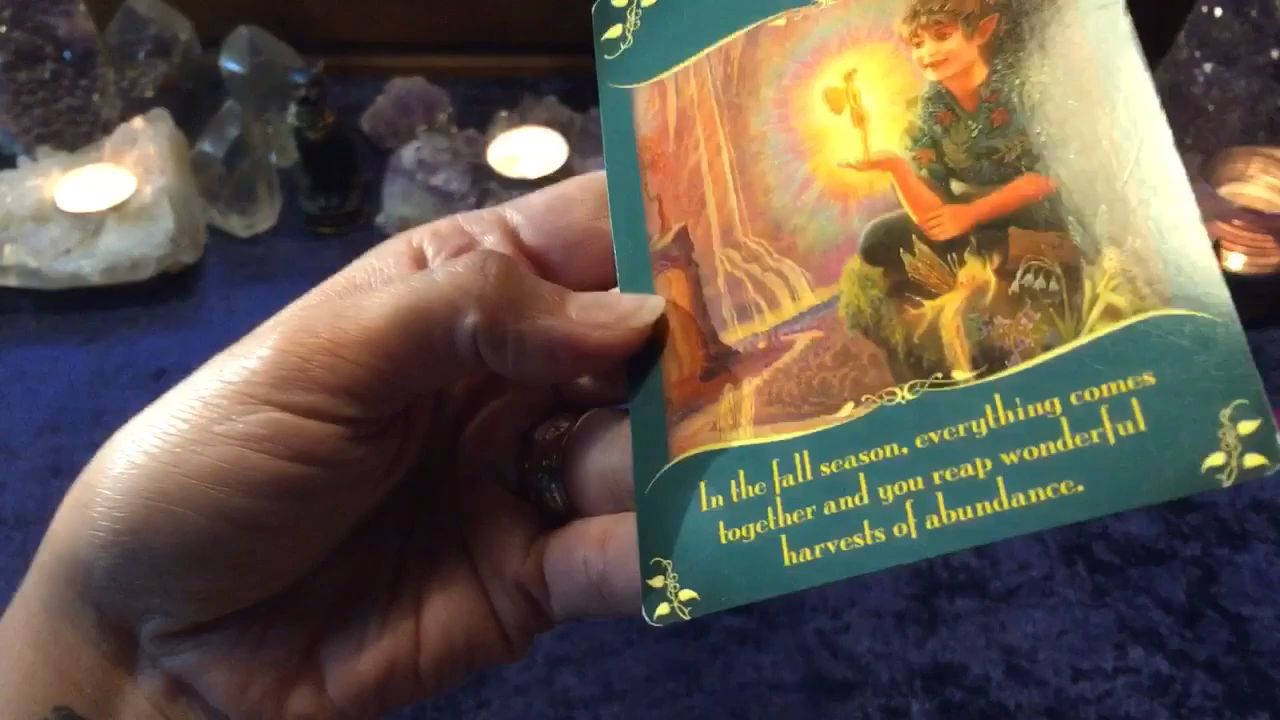 In the fall season, everything comes
together and you reap wonderful
harvests of abundance.